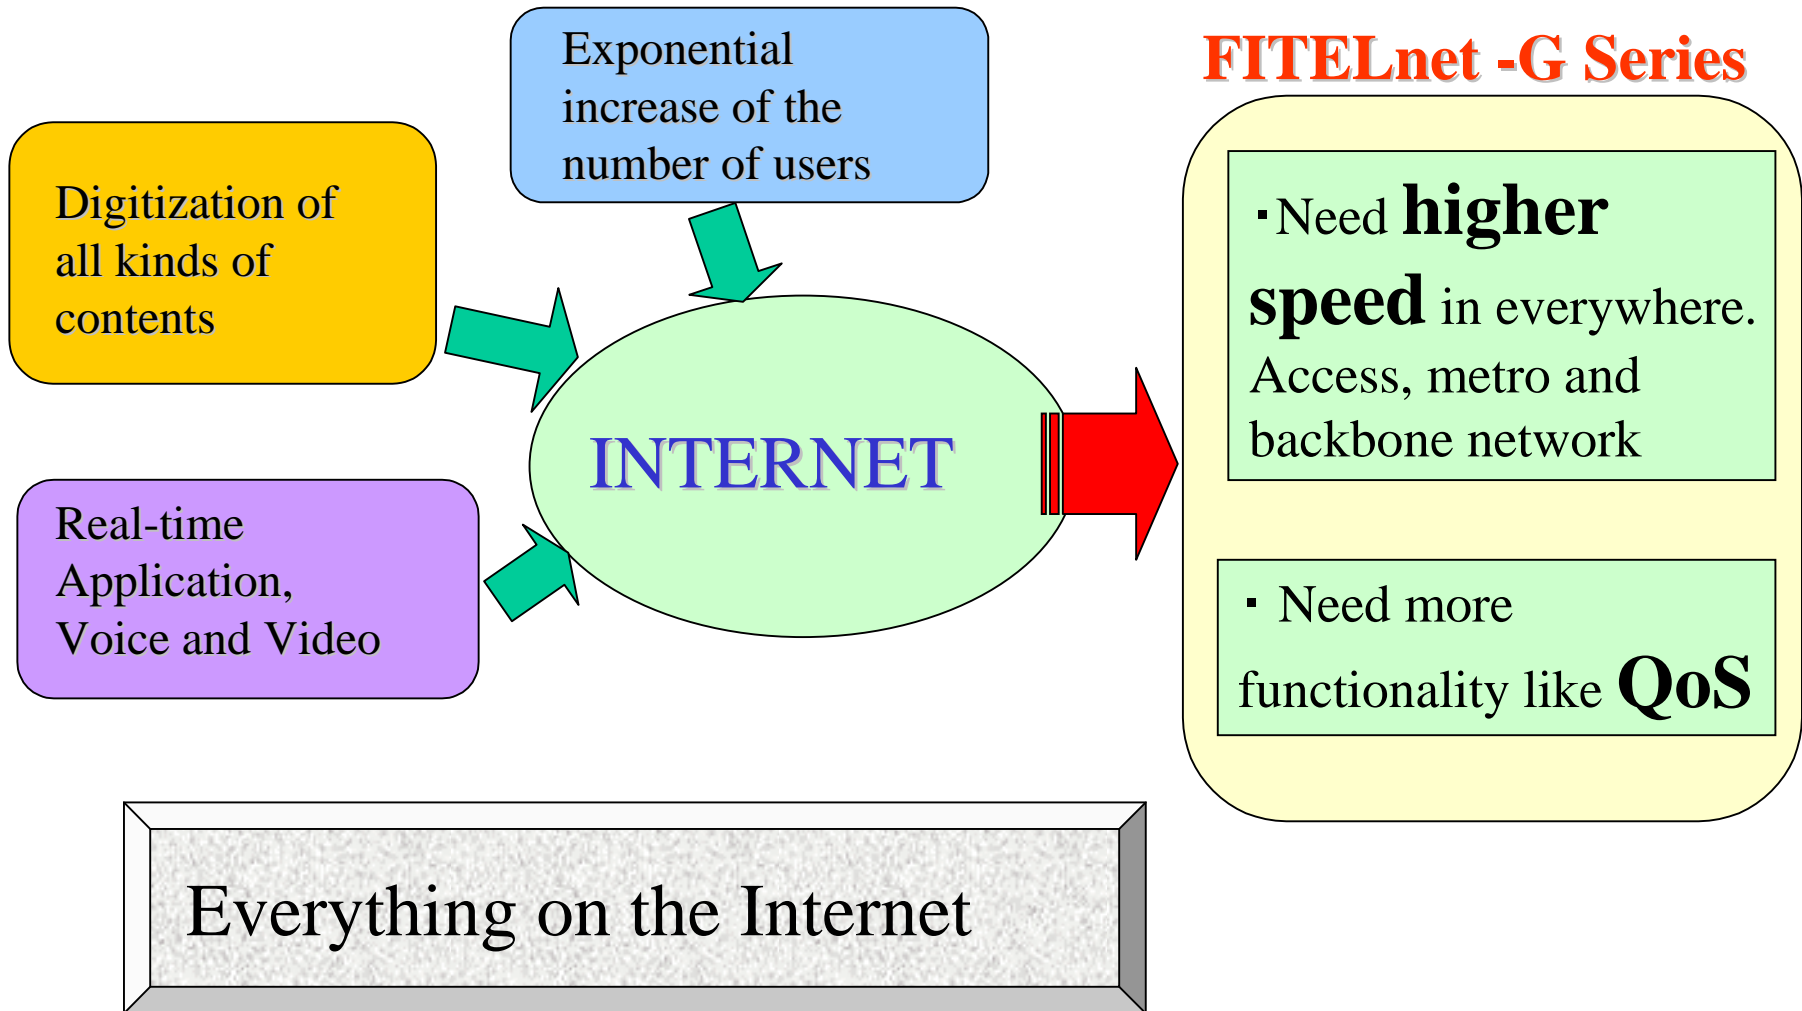 Exponential
increase of the
number of users
FITELnet -G Series
Digitization of
all kinds of
contents
・Need higher
speed in everywhere.
Access, metro and
backbone network
INTERNET
Real-time
Application,
Voice and Video
・ Need more
functionality like QoS
Everything on the Internet